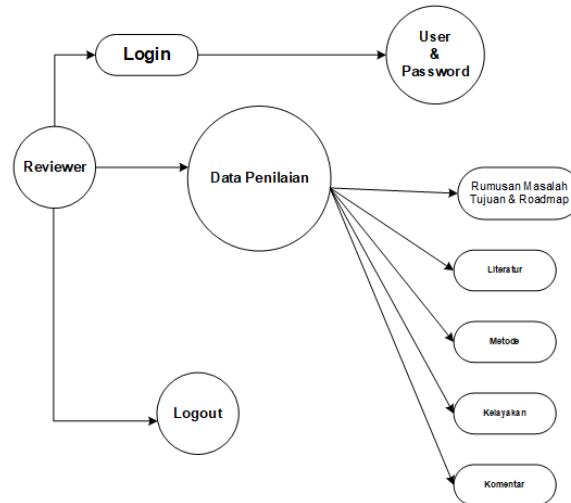 Login
User
&
Password
Reviewer
Data Penilaian
Rumusan Masalah
Tujuan & Roadmap
Literatur
Metode
Kelayakan
Logout
Komentar